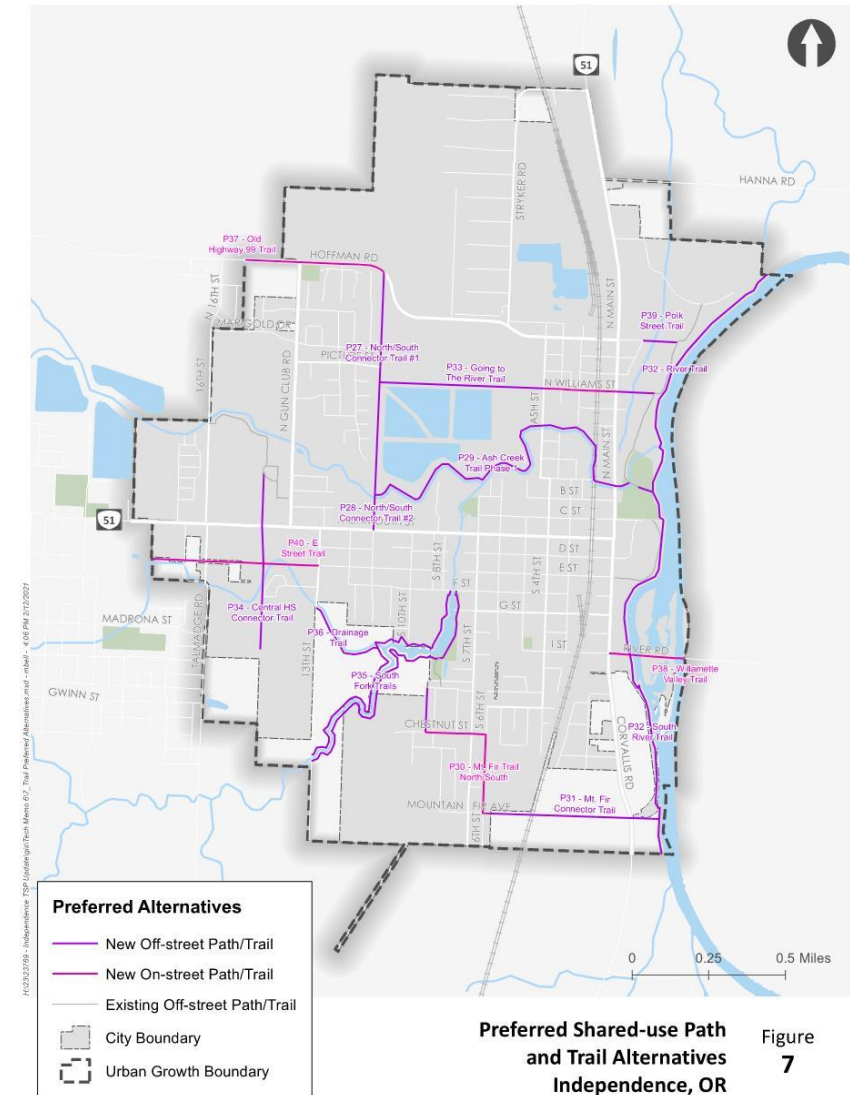 51
HANNA RD
STRYKER RD
P37 - Old
Highway 99 Trail
HOFFMAN RD
N 16TH ST
N MAIN ST
P39 - Polk
Street Trail
MARIGOLD DR
P27 - North/South
Connector Trail #1
P33 - Going to
The River Trail
P32 - River Trail
16TH ST
N GUN CLUB RD
N WILLIAMS ST
ASH ST
P29 - Ash Creek
Trail Phase 1
N MAIN ST
B ST
C ST
P28 - North/South
Connector Trail #2
51
P40 - E
Street Trail
D ST
E ST
S 8TH ST
S 4TH ST
F ST
G ST
P34 - Central HS
Connector Trail
MADRONA ST
TALMADGE RD
13TH ST
P36 - Drainage
Trail
S 10TH ST
S 7TH ST
I ST
RIVER RD
P38 - Willamette
Valley Trail
P35 - South
Fork Trails
GWINN ST
CHESTNUT ST
S 6TH ST
CORVALLIS RD
P32 - South
River Trail
P30 - Mt. Fir Trail
North South
P31 - Mt. Fir
Connector Trail
MOUNTAIN FIR AVE
6TH ST
Preferred Alternatives
New Off-street Path/Trail
New On-street Path/Trail
Existing Off-street Path/Trail
City Boundary
Urban Growth Boundary
0 0.25 0.5 Miles
Preferred Shared-use Path
and Trail Alternatives
Independence, OR
Figure
7